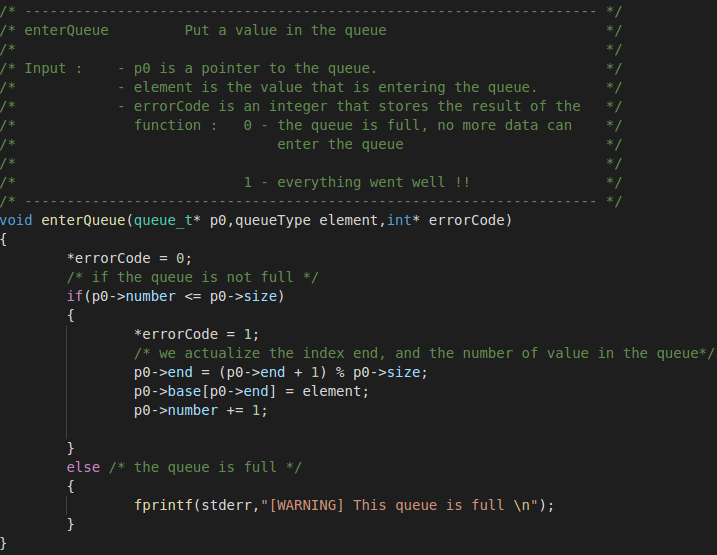 /* -------------------------------------------------------------------- */
/* enterQueue         Put a value in the queue                          */
/*                                                                      */
/* Input :    - p0 is a pointer to the queue.                           */
/*            - element is the value that is entering the queue.        */
/*            - errorCode is an integer that stores the result of the   */
/*              function :   0 - the queue is full, no more data can    */
/*                               enter the queue                        */
/*                                                                      */
/*                           1 - everything went well !!                */
/* -------------------------------------------------------------------- */
void enterQueue(queue_t* p0,queueType element,int* errorCode)
{
        *errorCode = 0;
        /* if the queue is not full */
        if(p0->number <= p0->size)
        {
                *errorCode = 1;
                /* we actualize the index end, and the number of value in the queue*/
                p0->end = (p0->end + 1) % p0->size;
                p0->base[p0->end] = element;
                p0->number += 1;

        }
        else /* the queue is full */
        {
                fprintf(stderr,"[WARNING] This queue is full \n");
        }
}